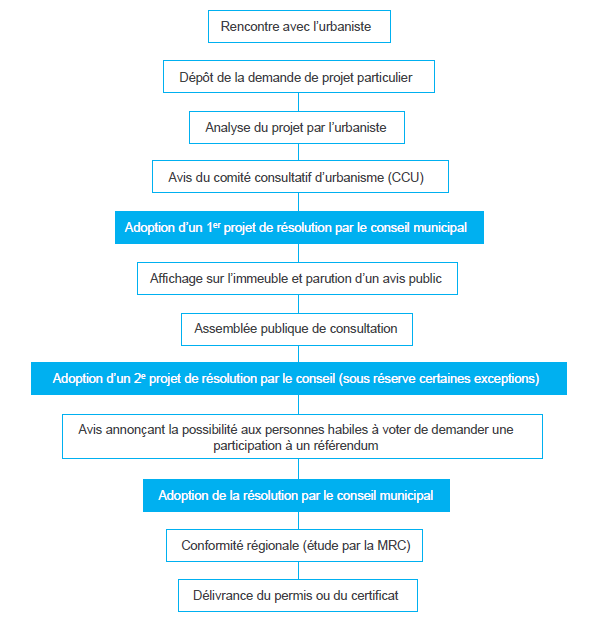 Rencontre avec l’urbaniste
Dépôt de la demande de projet particulier
Analyse du projet par l’urbaniste
Avis du comité consultatif d’urbanisme (CCU)
Adoption d’un 1er projet de résolution par le conseil municipal
Affichage sur l’immeuble et parution d’un avis public
Assemblée publique de consultation
Adoption d’un 2e projet de résolution par le conseil (sous réserve certaines exceptions)
Avis annonçant la possibilité aux personnes habiles à voter de demander une
participation à un référendum
Adoption de la résolution par le conseil municipal
Conformité régionale (étude par la MRC)
Délivrance du permis ou du certificat